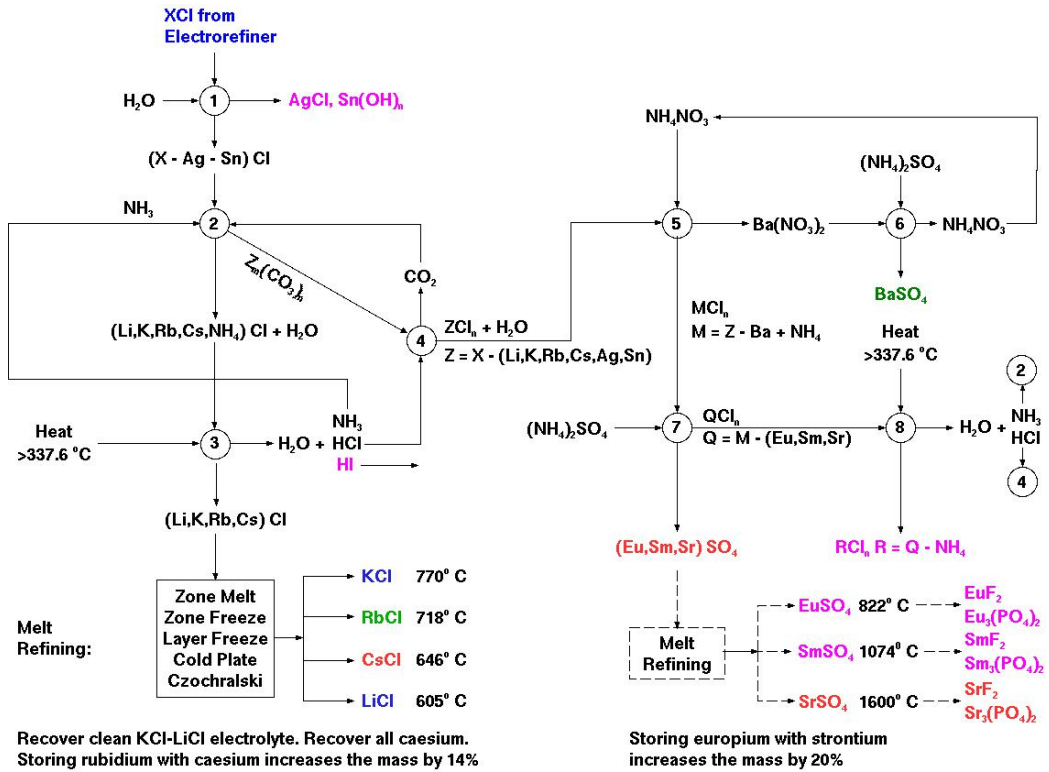 XCl from
Electrorefiner
H₂O
1
AgCl, Sn(OH)ₙ
(X - Ag - Sn) Cl
NH₃
2
Zₘ(CO₃)ₙ
CO₂
(Li,K,Rb,Cs,NH₄) Cl + H₂O
4
ZClₙ + H₂O
Z = X - (Li,K,Rb,Cs,Ag,Sn)
Heat
>337.6 °C
3
H₂O +
NH₃
HCl
HI
(Li,K,Rb,Cs) Cl
Melt
Refining:
Zone Melt
Zone Freeze
Layer Freeze
Cold Plate
Czochralski
KCl 770° C
RbCl 718° C
CsCl 646° C
LiCl 605° C
Recover clean KCl-LiCl electrolyte. Recover all caesium.
Storing rubidium with caesium increases the mass by 14%
NH₄NO₃
(NH₄)₂SO₄
5
Ba(NO₃)₂
6
NH₄NO₃
BaSO₄
MClₙ
M = Z - Ba + NH₄
Heat
>337.6 °C
(NH₄)₂SO₄
7
QClₙ
Q = M - (Eu,Sm,Sr)
8
H₂O +
2
NH₃
HCl
4
(Eu,Sm,Sr) SO₄
RClₙ R = Q - NH₄
Melt
Refining
EuSO₄ 822° C
EuF₂
Eu₃(PO₄)₂
SmSO₄ 1074° C
SmF₂
Sm₃(PO₄)₂
SrSO₄ 1600° C
SrF₂
Sr₃(PO₄)₂
Storing europium with strontium
increases the mass by 20%